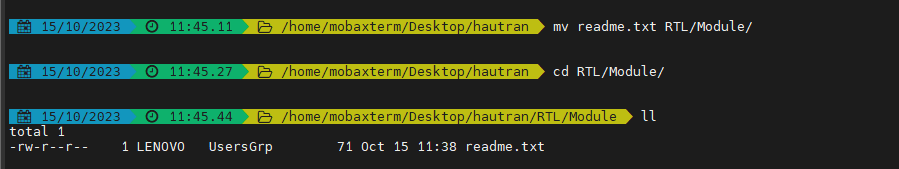 15/10/2023 11:45.11 /home/mobaxterm/Desktop/hautran mv readme.txt RTL/Module/
15/10/2023 11:45.27 /home/mobaxterm/Desktop/hautran cd RTL/Module/
15/10/2023 11:45.44 /home/mobaxterm/Desktop/hautran/RTL/Module ll
total 1
-rw-r--r-- 1 LENOVO UsersGrp 71 Oct 15 11:38 readme.txt